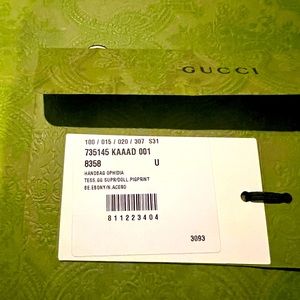 GUCCI
100 / 015 / 020 / 307 S31
735145 KAAAD 001
8358 U
HANDBAG OPHIDIA
TESS.GG SUPR/DOLL PIGPRINT
BE.EBONY/N.ACERO
811223404
3093